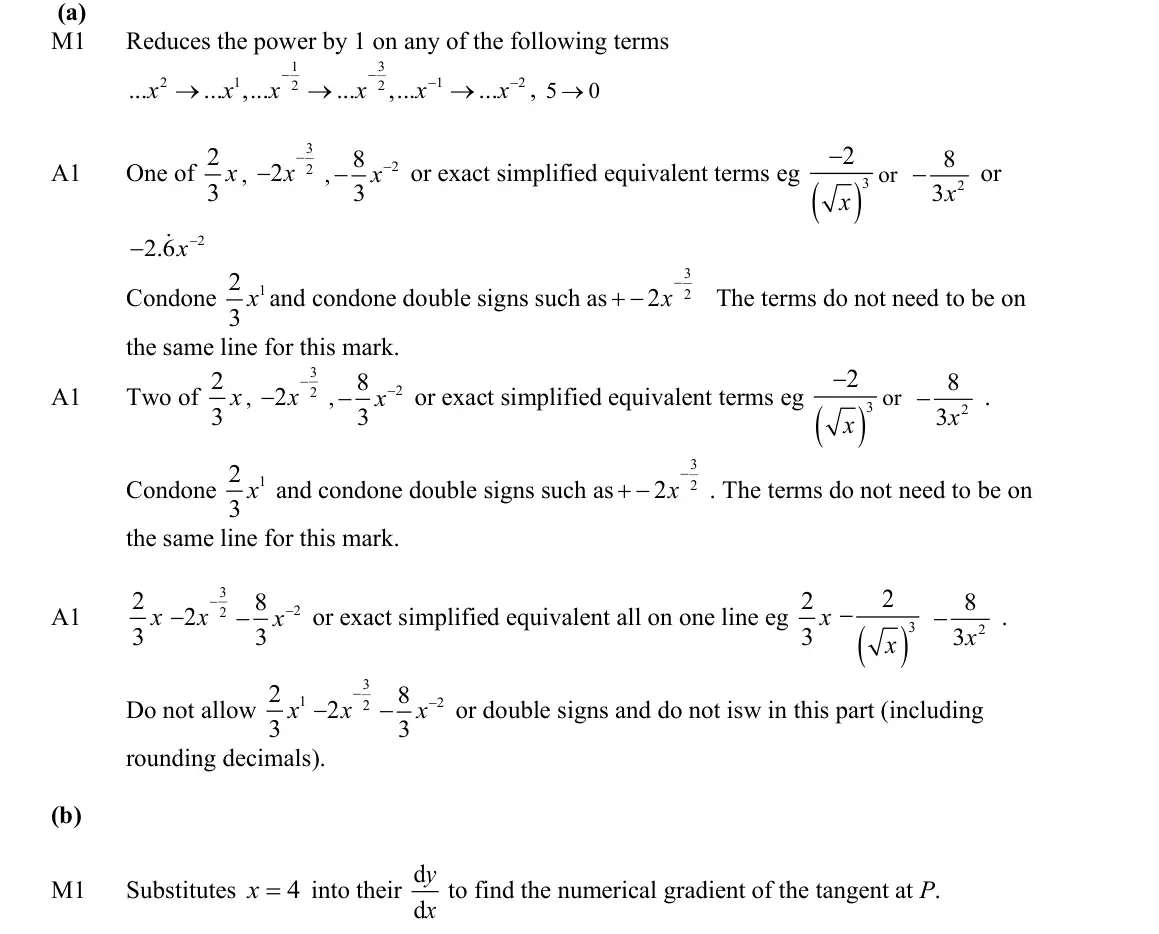 (a)
M1 Reduces the power by 1 on any of the following terms
...x² → ...x¹, ...x^(-1/2) → ...x^(-3/2), ...x⁻¹ → ...x⁻², 5 → 0
A1 One of 2/3 x, −2x^(-3/2), −8/3 x⁻² or exact simplified equivalent terms eg −2/(√x)³ or −8/(3x²) or
−2.6̇x⁻²
Condone 2/3 x¹ and condone double signs such as + − 2x^(-3/2) The terms do not need to be on
the same line for this mark.
A1 Two of 2/3 x, −2x^(-3/2), −8/3 x⁻² or exact simplified equivalent terms eg −2/(√x)³ or −8/(3x²) .
Condone 2/3 x¹ and condone double signs such as + − 2x^(-3/2) . The terms do not need to be on
the same line for this mark.
A1 2/3 x −2x^(-3/2) −8/3 x⁻² or exact simplified equivalent all on one line eg 2/3 x − 2/(√x)³ − 8/(3x²) .
Do not allow 2/3 x¹ −2x^(-3/2) −8/3 x⁻² or double signs and do not isw in this part (including
rounding decimals).
(b)
M1 Substitutes x = 4 into their dy/dx to find the numerical gradient of the tangent at P.